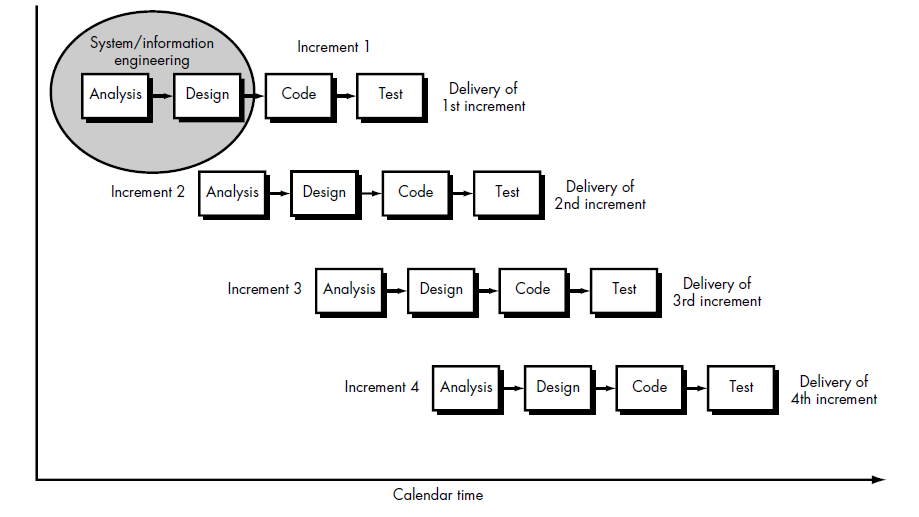 System/information
engineering
Increment 1
Analysis
Design
Code
Test
Delivery of
1st increment
Increment 2
Analysis
Design
Code
Test
Delivery of
2nd increment
Increment 3
Analysis
Design
Code
Test
Delivery of
3rd increment
Increment 4
Analysis
Design
Code
Test
Delivery of
4th increment
Calendar time